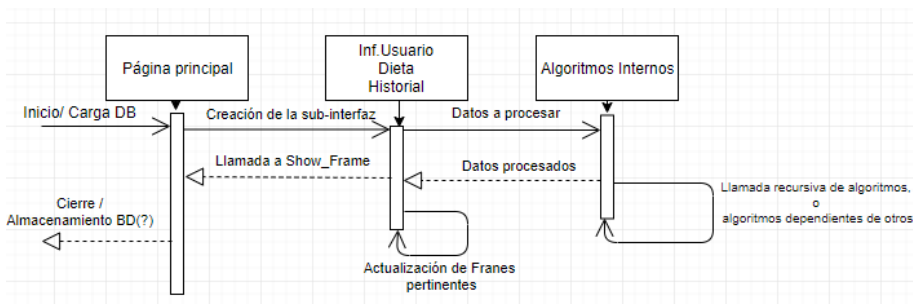 Página principal
Inf.Usuario
Dieta
Historial
Algoritmos Internos
Inicio/ Carga DB
Creación de la sub-interfaz
Datos a procesar
Llamada a Show_Frame
Datos procesados
Cierre /
Almacenamiento BD(?)
Llamada recursiva de algoritmos,
o
algoritmos dependientes de otros
Actualización de Franes
pertinentes